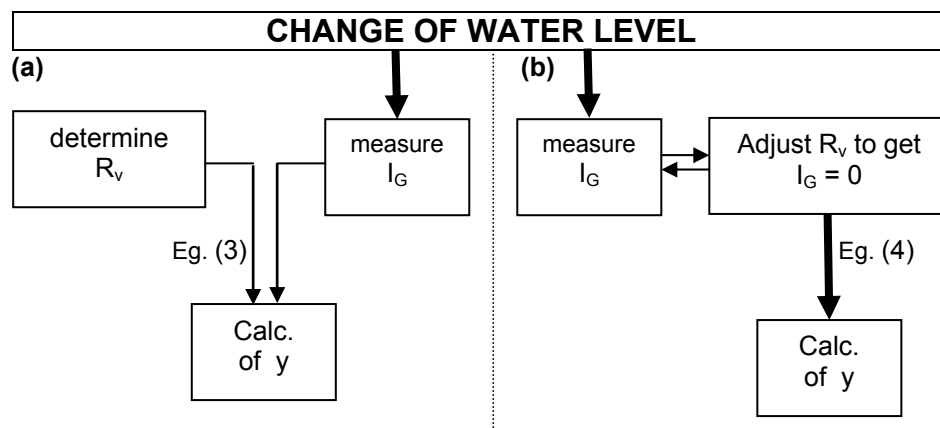 CHANGE OF WATER LEVEL
(a)
determine
Rv
measure
IG
Eg. (3)
Calc.
of y
(b)
measure
IG
Adjust Rv to get
IG = 0
Eg. (4)
Calc.
of y